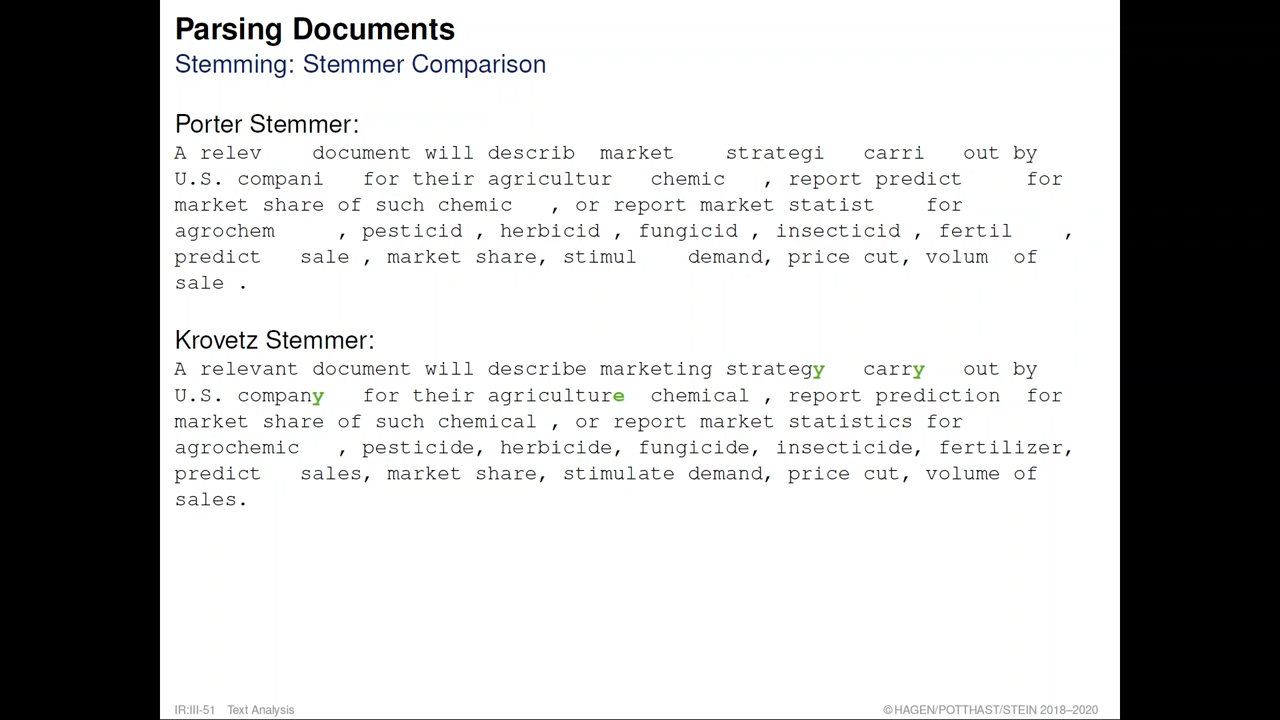 Parsing Documents
Stemming: Stemmer Comparison
Porter Stemmer:
A relev document will describ market strategi carri out by
U.S. compani for their agricultur chemic , report predict for
market share of such chemic , or report market statist for
agrochem , pesticid , herbicid , fungicid , insecticid , fertil ,
predict sale , market share, stimul demand, price cut, volum of
sale .
Krovetz Stemmer:
A relevant document will describe marketing strategy carry out by
U.S. company for their agriculture chemical , report prediction for
market share of such chemical , or report market statistics for
agrochemic , pesticide, herbicide, fungicide, insecticide, fertilizer,
predict sales, market share, stimulate demand, price cut, volume of
sales.
IR:III-51 Text Analysis ©HAGEN/POTTHAST/STEIN 2018–2020